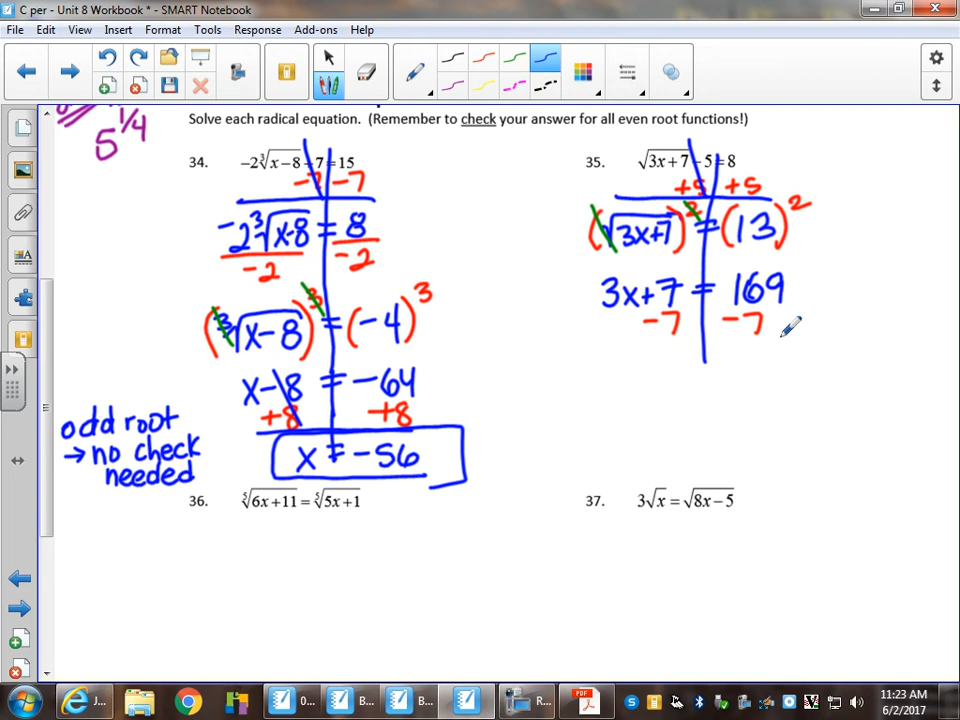 C per - Unit 8 Workbook * - SMART Notebook
File Edit View Insert Format Tools Response Add-ons Help
5^{1/4}
Solve each radical equation. (Remember to check your answer for all even root functions!)
34. −2∛(x−8) + 7 = 15
−7 −7
−2∛(x-8) = 8
−2 −2
(∛(x−8))^3 = (−4)^3
x−8 = −64
+8 +8
x = −56
odd root
→ no check
needed
35. √(3x+7) − 5 = 8
+5 +5
(√(3x+7))^2 = (13)^2
3x+7 = 169
−7 −7
36. ⁵√(6x+11) = ⁵√(5x+1)
37. 3√x = √(8x−5)
J...
0...
B...
B...
R...
PDF
11:23 AM
6/2/2017